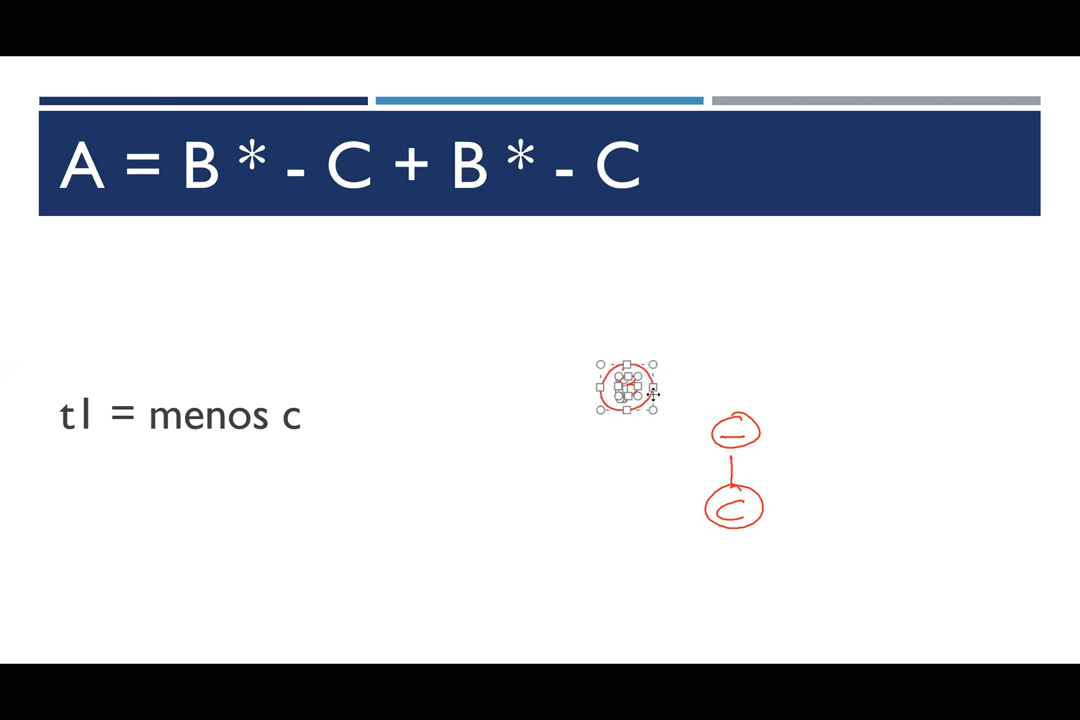 A = B * - C + B * - C
t1 = menos c
-
C